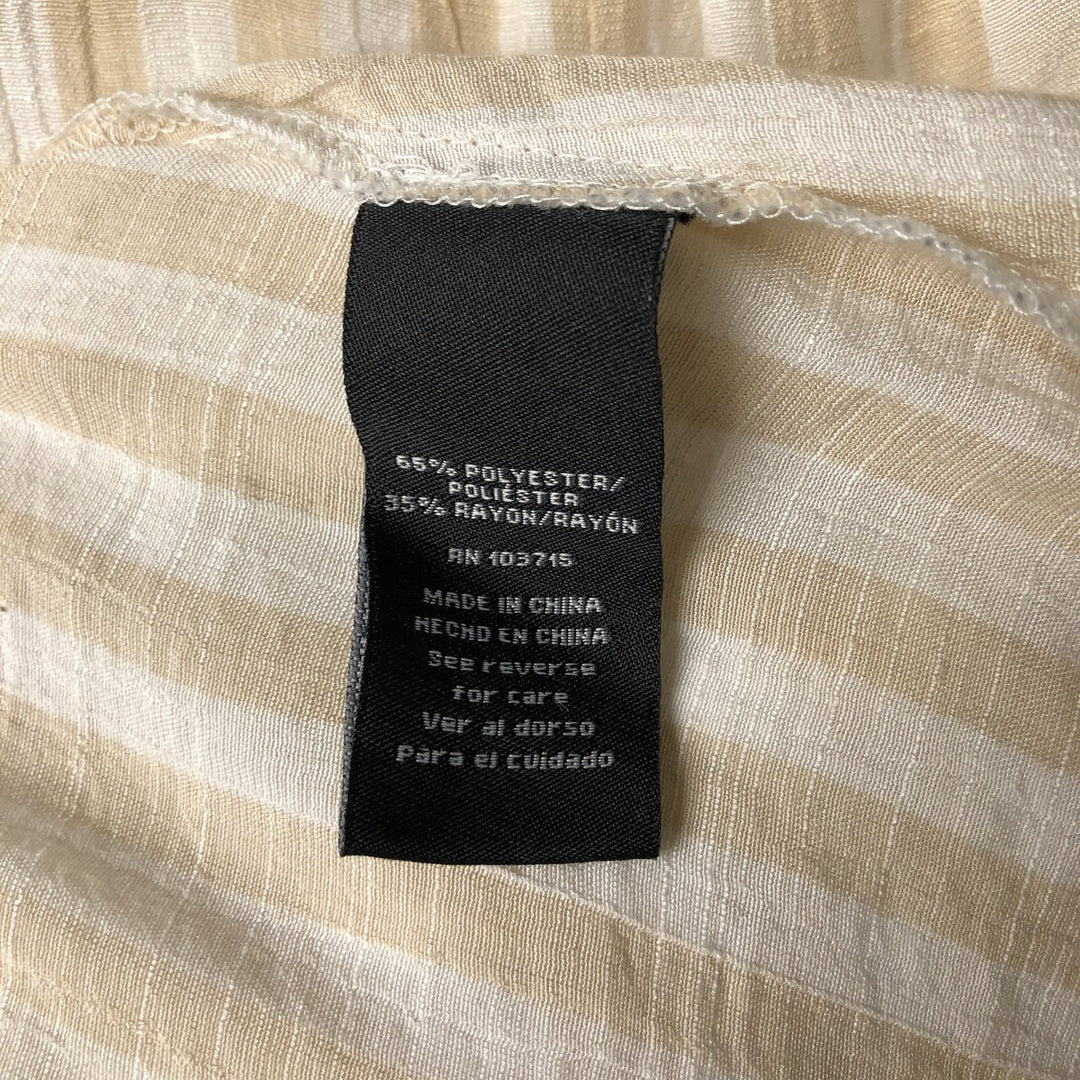 65% POLYESTER/
POLIÉSTER
35% RAYON/RAYÓN
RN 103715
MADE IN CHINA
HECHO EN CHINA
See reverse
for care
Ver al dorso
Para el cuidado